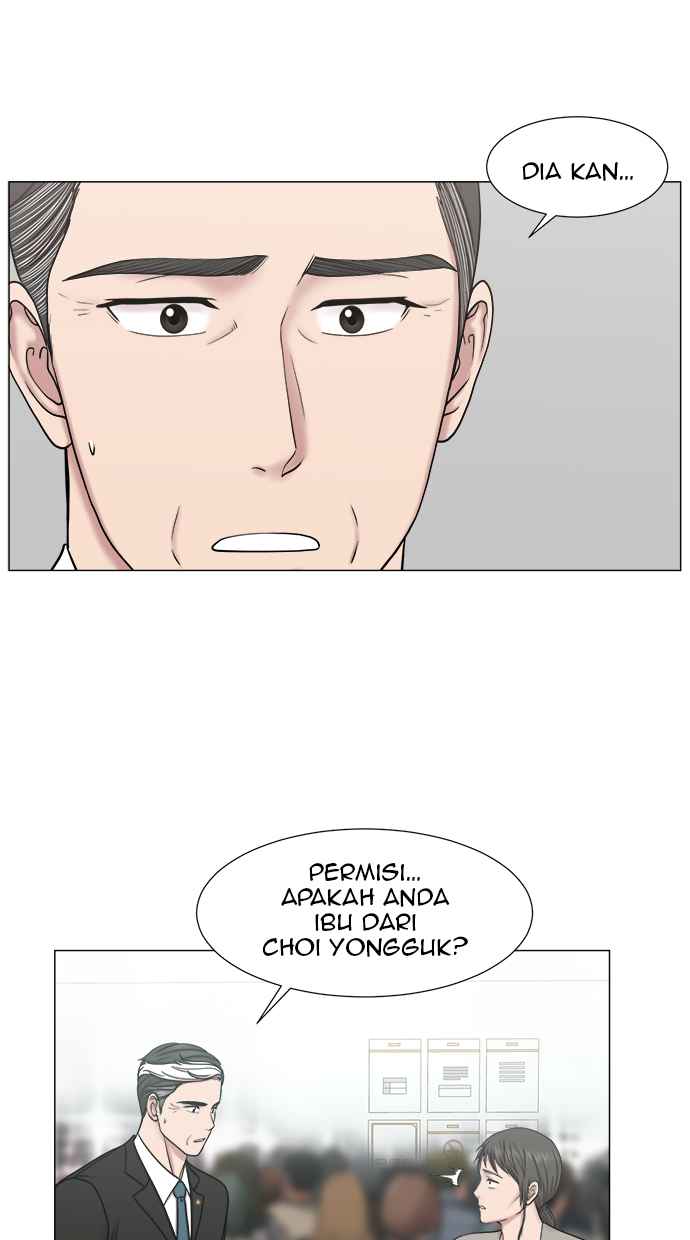 DIA KAN...
PERMISI...
APAKAH ANDA
IBU DARI
CHOI YONGGUK?